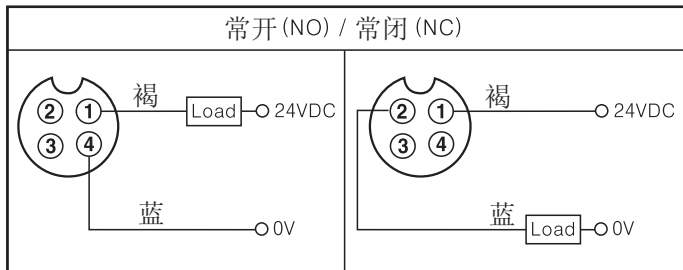 常开(NO) / 常闭(NC)
② ① 褐 Load 24VDC
③ ④
蓝 0V
② ① 褐 24VDC
③ ④
蓝 Load 0V